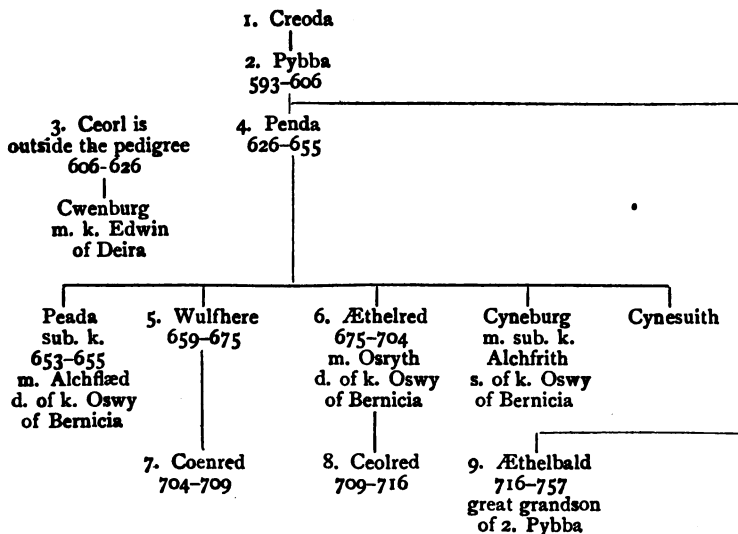 1. Creoda
2. Pybba
593–606
3. Ceorl is
outside the pedigree
606-626
4. Penda
626–655
Cwenburg
m. k. Edwin
of Deira
Peada
sub. k.
653–655
m. Alchflæd
d. of k. Oswy
of Bernicia
5. Wulfhere
659–675
6. Æthelred
675–704
m. Osryth
d. of k. Oswy
of Bernicia
Cyneburg
m. sub. k.
Alchfrith
s. of k. Oswy
of Bernicia
Cynesuith
7. Coenred
704–709
8. Ceolred
709–716
9. Æthelbald
716–757
great grandson
of 2. Pybba